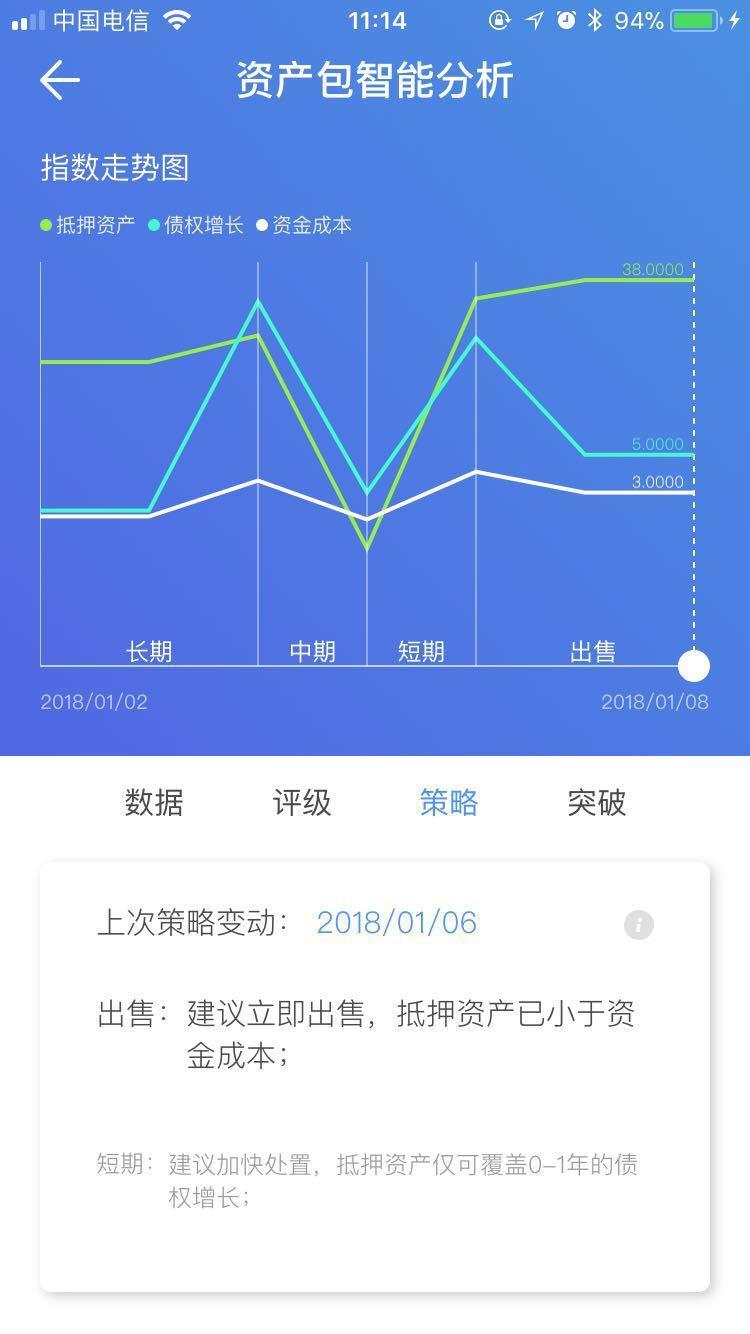 中国电信 11:14 94%
资产包智能分析
指数走势图
抵押资产 债权增长 资金成本
38.0000
5.0000
3.0000
长期 中期 短期 出售
2018/01/02 2018/01/08
数据 评级 策略 突破
上次策略变动： 2018/01/06
出售：建议立即出售，抵押资产已小于资
金成本；
短期：建议加快处置，抵押资产仅可覆盖0-1年的债
权增长；